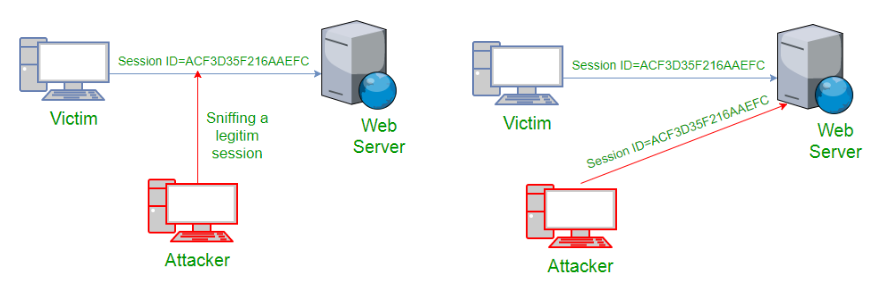 Session ID=ACF3D35F216AAEFC
Victim
Sniffing a
legitim
session
Web
Server
Attacker
Session ID=ACF3D35F216AAEFC
Victim
Session ID=ACF3D35F216AAEFC
Web
Server
Attacker